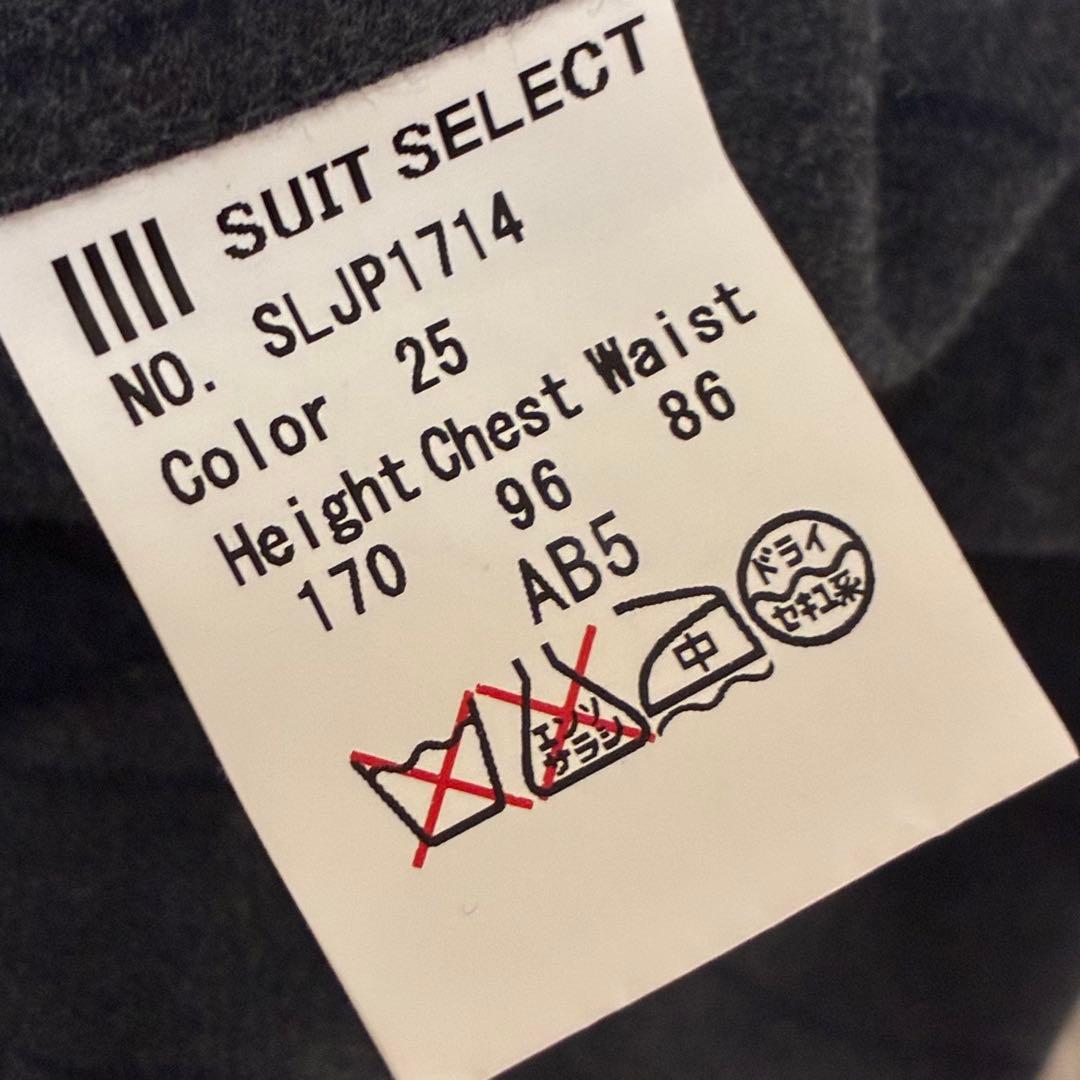 SUIT SELECT
NO. SLJP1714
Color 25
Height Chest Waist
170 96 86
AB5
エンソ
サラシ
中
ドライ
セキユ系